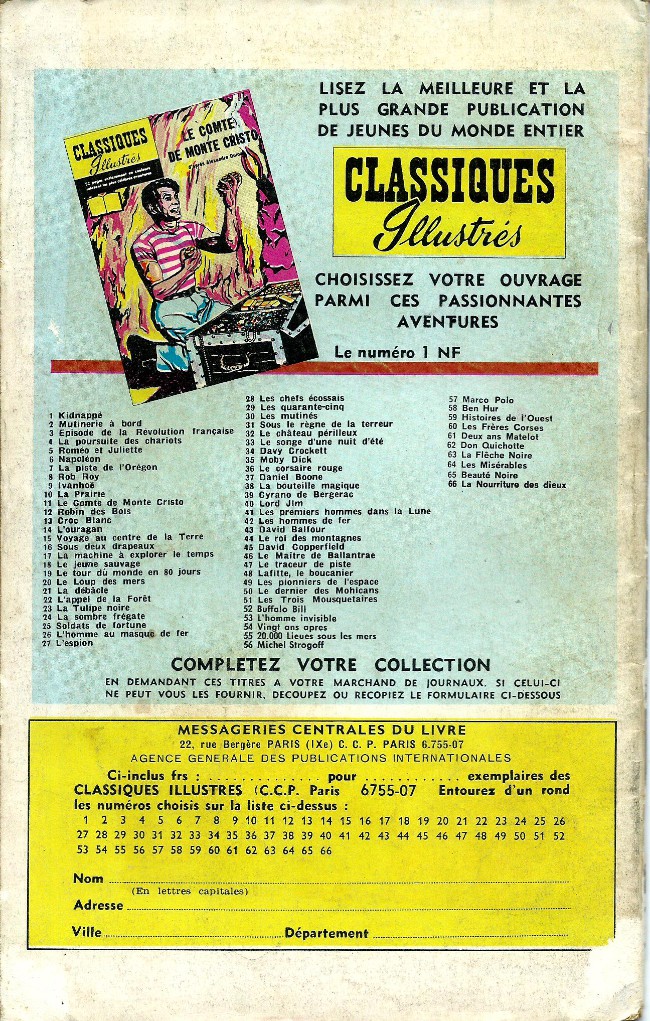 LISEZ LA MEILLEURE ET LA
PLUS GRANDE PUBLICATION
DE JEUNES DU MONDE ENTIER
CLASSIQUES
Illustrés
CHOISISSEZ VOTRE OUVRAGE
PARMI CES PASSIONNANTES
AVENTURES
Le numéro 1 NF
CLASSIQUES
Illustrés
LE COMTE
DE MONTE CRISTO
1 Kidnappé
2 Mutinerie à bord
3 Episode de la Révolution française
4 La poursuite des chariots
5 Roméo et Juliette
6 Napoléon
7 La piste de l'Orégon
8 Rob Roy
9 Ivanhoë
10 La Prairie
11 Le Comte de Monte Cristo
12 Robin des Bois
13 Croc Blanc
14 L'ouragan
15 Voyage au centre de la Terre
16 Sous deux drapeaux
17 La machine à explorer le temps
18 Le jeune sauvage
19 Le tour du monde en 80 jours
20 Le Loup des mers
21 La débâcle
22 L'appel de la Forêt
23 La Tulipe noire
24 La sombre frégate
25 Soldats de fortune
26 L'homme au masque de fer
27 L'espion
28 Les chefs écossais
29 Les quarante-cinq
30 Les mutinés
31 Sous le règne de la terreur
32 Le château périlleux
33 Le songe d'une nuit d'été
34 Davy Crockett
35 Moby Dick
36 Le corsaire rouge
37 Daniel Boone
38 La bouteille magique
39 Cyrano de Bergerac
40 Lord Jim
41 Les premiers hommes dans la Lune
42 Les hommes de fer
43 David Balfour
44 Le roi des montagnes
45 David Copperfield
46 Le Maître de Ballantrae
47 Le traceur de piste
48 Lafitte, le boucanier
49 Les pionniers de l'espace
50 Le dernier des Mohicans
51 Les Trois Mousquetaires
52 Buffalo Bill
53 L'homme invisible
54 Vingt ans apres
55 20.000 Lieues sous les mers
56 Michel Strogoff
57 Marco Polo
58 Ben Hur
59 Histoires de l'Ouest
60 Les Frères Corses
61 Deux ans Matelot
62 Don Quichotte
63 La Flèche Noire
64 Les Misérables
65 Beauté Noire
66 La Nourriture des dieux
COMPLETEZ VOTRE COLLECTION
EN DEMANDANT CES TITRES A VOTRE MARCHAND DE JOURNAUX. SI CELUI-CI
NE PEUT VOUS LES FOURNIR, DECOUPEZ OU RECOPIEZ LE FORMULAIRE CI-DESSOUS
MESSAGERIES CENTRALES DU LIVRE
22, rue Bergère PARIS (IXe) C. C. P. PARIS 6.755-07
AGENCE GENERALE DES PUBLICATIONS INTERNATIONALES
Ci-inclus frs : .............. pour ............ exemplaires des
CLASSIQUES ILLUSTRES (C.C.P. Paris 6755-07 Entourez d'un rond
les numéros choisis sur la liste ci-dessus :
1 2 3 4 5 6 7 8 9 10 11 12 13 14 15 16 17 18 19 20 21 22 23 24 25 26
27 28 29 30 31 32 33 34 35 36 37 38 39 40 41 42 43 44 45 46 47 48 49 50 51 52
53 54 55 56 57 58 59 60 61 62 63 64 65 66
Nom
(En lettres capitales)
Adresse
Ville Département